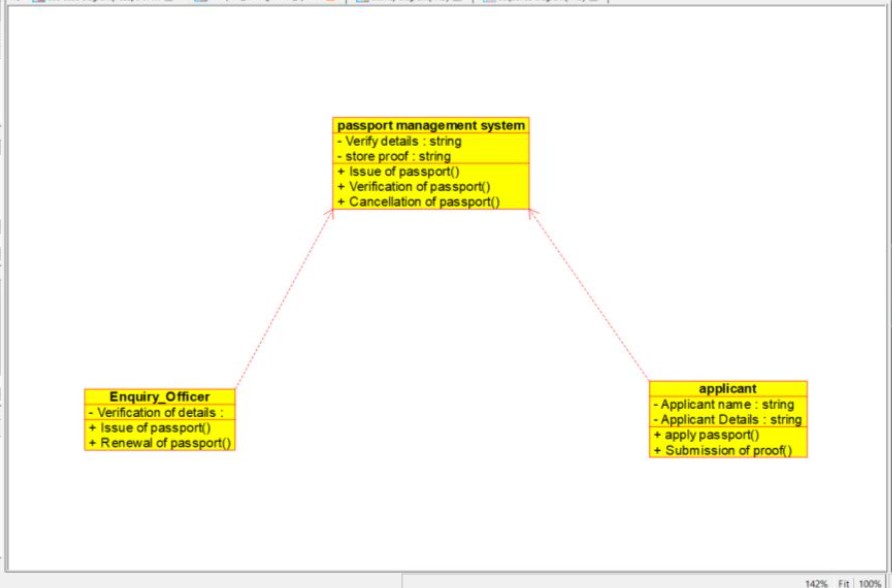 passport management system
- Verify details : string
- store proof : string
+ Issue of passport()
+ Verification of passport()
+ Cancellation of passport()
Enquiry_Officer
- Verification of details :
+ Issue of passport()
+ Renewal of passport()
applicant
- Applicant name : string
- Applicant Details : string
+ apply passport()
+ Submission of proof()
142% Fit 100%